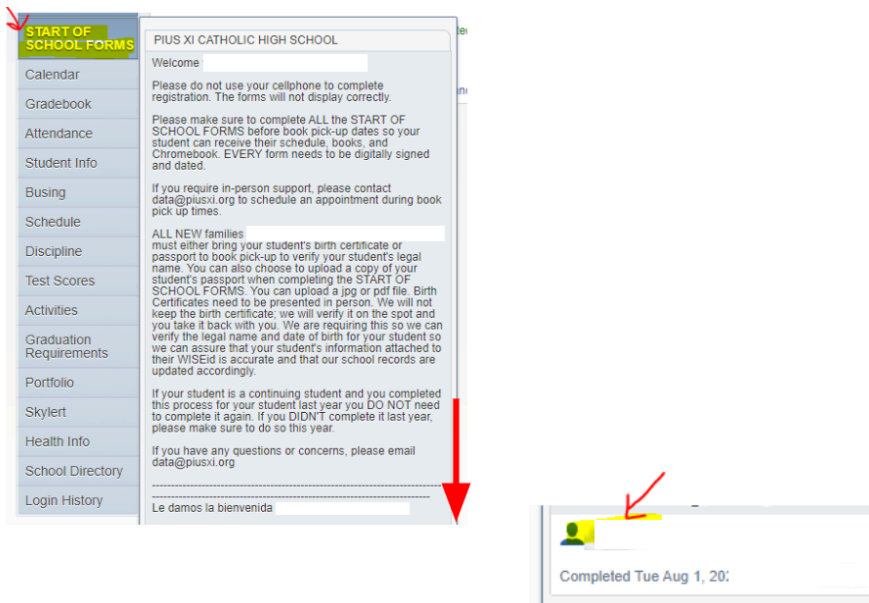 START OF
SCHOOL FORMS
Calendar
Gradebook
Attendance
Student Info
Busing
Schedule
Discipline
Test Scores
Activities
Graduation
Requirements
Portfolio
Skylert
Health Info
School Directory
Login History
PIUS XI CATHOLIC HIGH SCHOOL
Welcome
Please do not use your cellphone to complete
registration. The forms will not display correctly.
Please make sure to complete ALL the START OF
SCHOOL FORMS before book pick-up dates so your
student can receive their schedule, books, and
Chromebook. EVERY form needs to be digitally signed
and dated.
If you require in-person support, please contact
data@piusxi.org to schedule an appointment during book
pick up times.
ALL NEW families
must either bring your student's birth certificate or
passport to book pick-up to verify your student's legal
name. You can also choose to upload a copy of your
student's passport when completing the START OF
SCHOOL FORMS. You can upload a jpg or pdf file. Birth
Certificates need to be presented in person. We will not
keep the birth certificate; we will verify it on the spot and
you take it back with you. We are requiring this so we can
verify the legal name and date of birth for your student so
we can assure that your student's information attached to
their WISEid is accurate and that our school records are
updated accordingly.
If your student is a continuing student and you completed
this process for your student last year you DO NOT need
to complete it again. If you DIDN'T complete it last year,
please make sure to do so this year.
If you have any questions or concerns, please email
data@piusxi.org
Le damos la bienvenida
Completed Tue Aug 1,